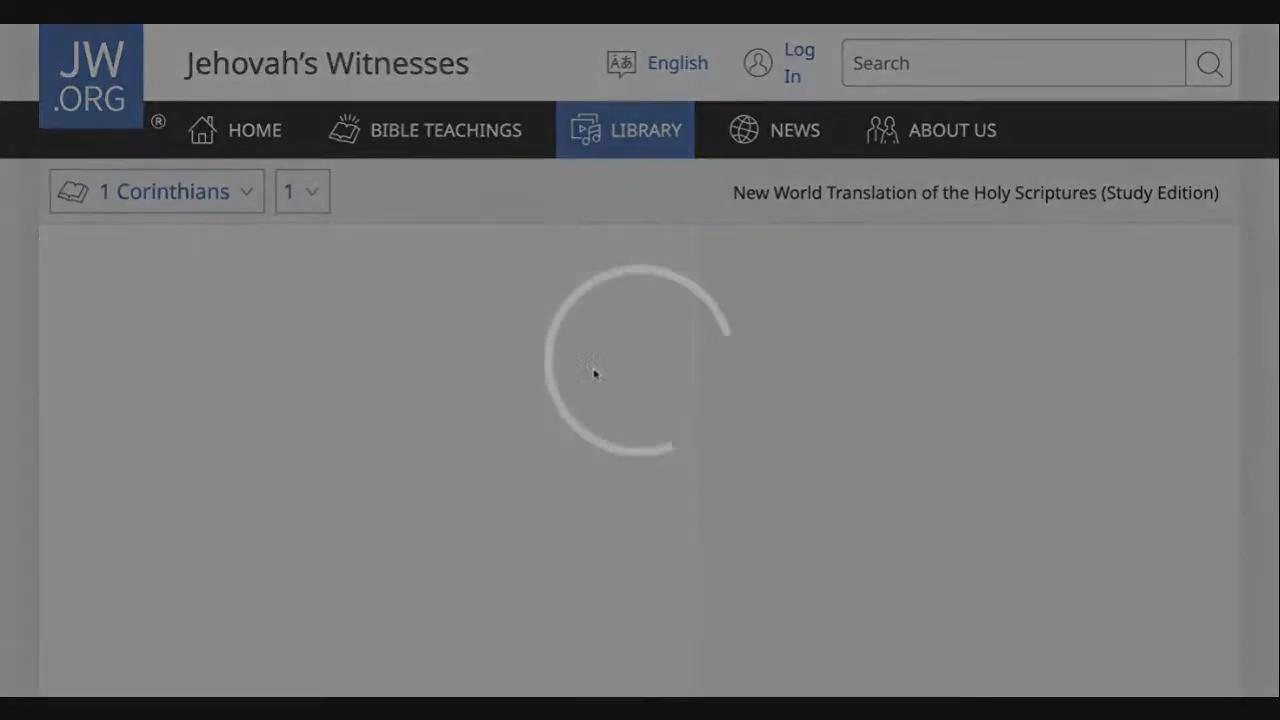 JW
.ORG
®
Jehovah's Witnesses
English
Log
In
Search
HOME
BIBLE TEACHINGS
LIBRARY
NEWS
ABOUT US
1 Corinthians
1
New World Translation of the Holy Scriptures (Study Edition)